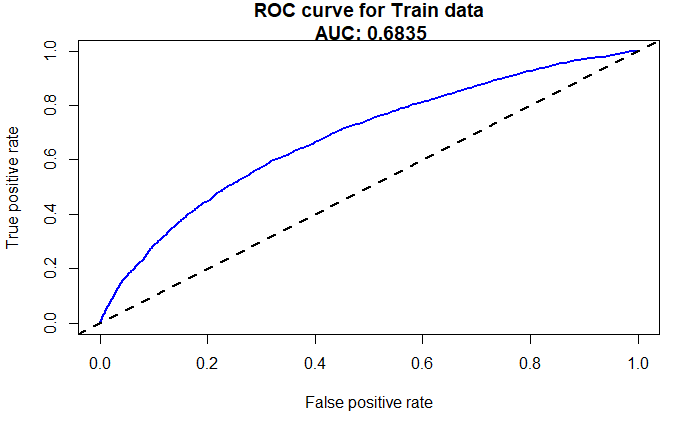 ROC curve for Train data
AUC: 0.6835
True positive rate
1.0
0.8
0.6
0.4
0.2
0.0
0.0 0.2 0.4 0.6 0.8 1.0
False positive rate